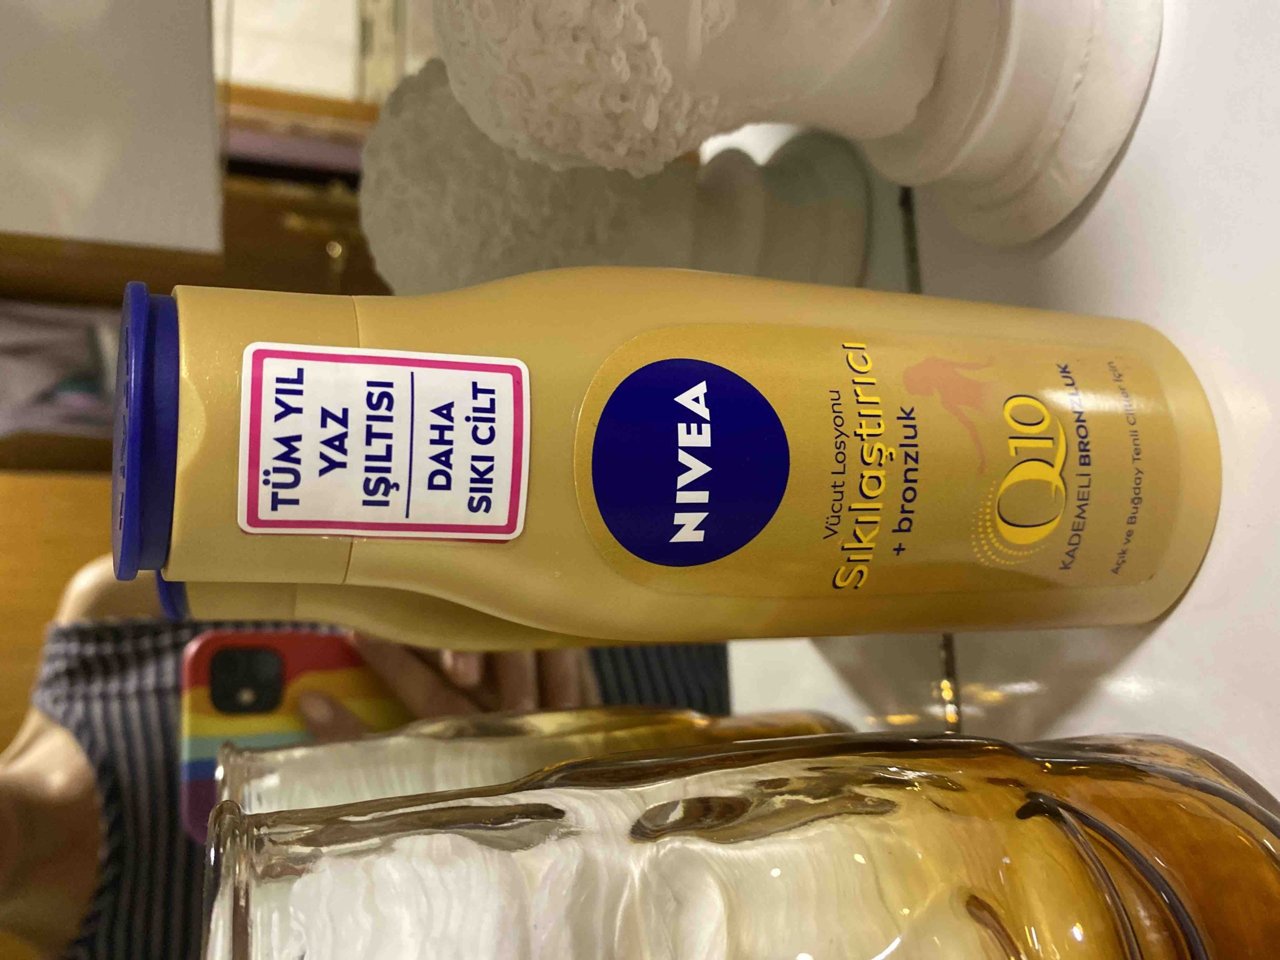 TÜM YIL
YAZ
IŞILTISI
DAHA
SIKI CİLT
NIVEA
Vücut Losyonu
Sıkılaştırıcı
+ bronzluk
Q10
KADEMELİ BRONZLUK
Açık ve Buğday Tenli Ciltler İçin